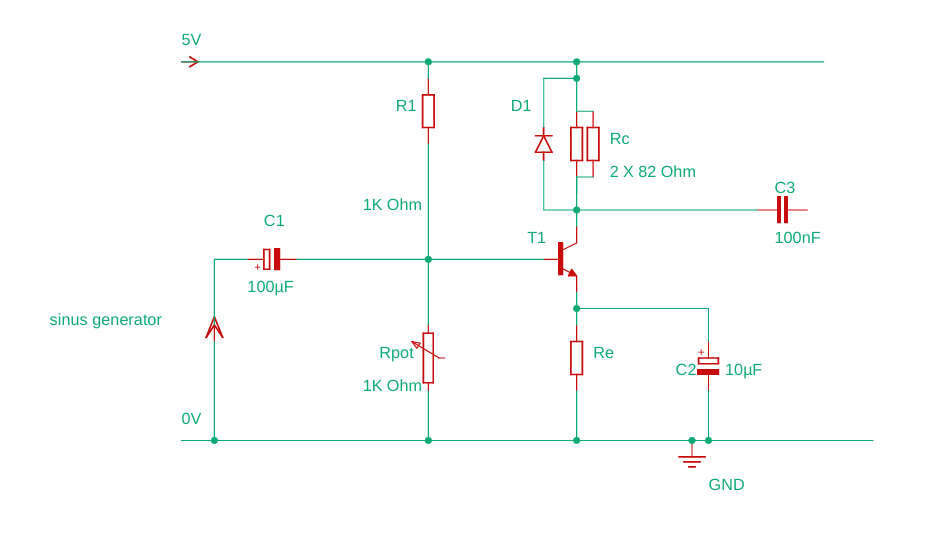 5V
R1
D1
Rc
2 X 82 Ohm
C3
1K Ohm
C1
T1
100nF
100µF
sinus generator
Rpot
Re
C2
10µF
1K Ohm
0V
GND